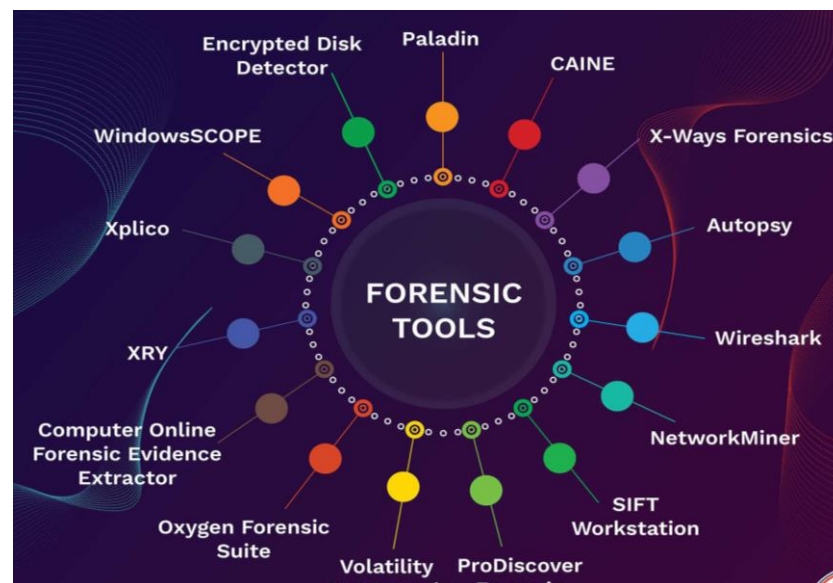 Paladin
CAINE
X-Ways Forensics
Autopsy
Wireshark
NetworkMiner
SIFT
Workstation
ProDiscover
Volatility
Oxygen Forensic
Suite
Computer Online
Forensic Evidence
Extractor
XRY
Xplico
WindowsSCOPE
Encrypted Disk
Detector
FORENSIC
TOOLS